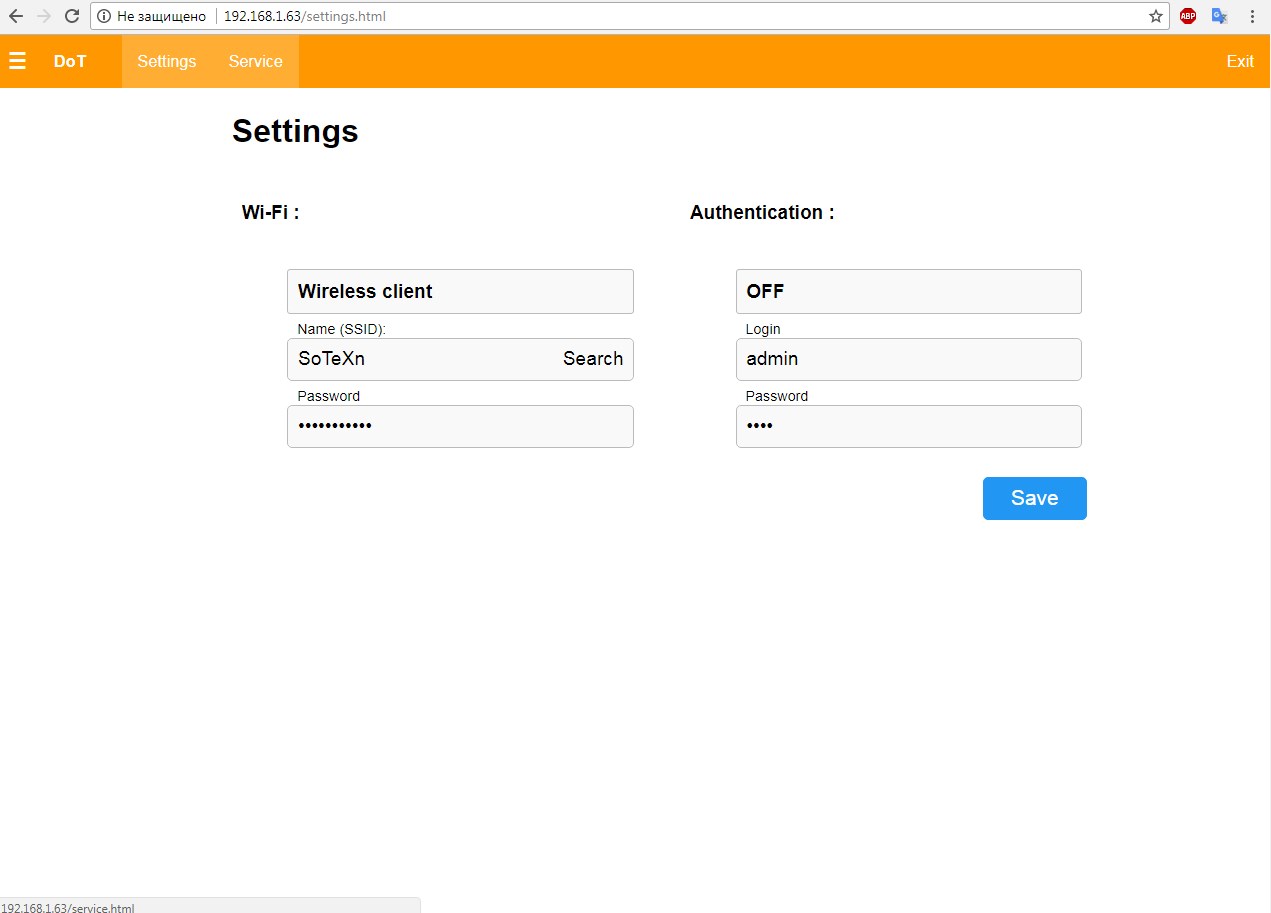 Не защищено 192.168.1.63/settings.html ABP
DoT Settings Service Exit
Settings
Wi-Fi : Authentication :
Wireless client OFF
Name (SSID): Login
SoTeXn Search admin
Password Password
••••••••••• ••••
Save
192.168.1.63/service.html